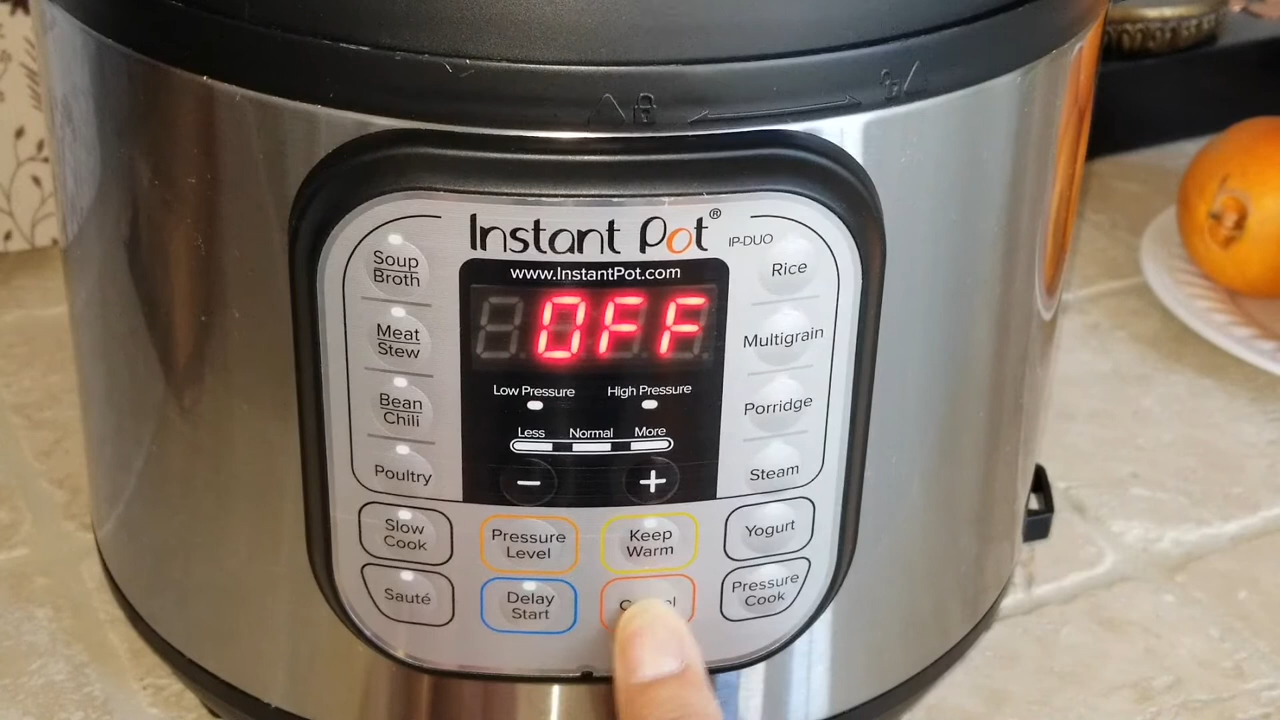 Instant Pot®
IP-DUO
www.InstantPot.com
OFF
Low Pressure
High Pressure
Less
Normal
More
−
+
Soup
Broth
Meat
Stew
Bean
Chili
Poultry
Rice
Multigrain
Porridge
Steam
Slow
Cook
Pressure
Level
Keep
Warm
Yogurt
Sauté
Delay
Start
Pressure
Cook